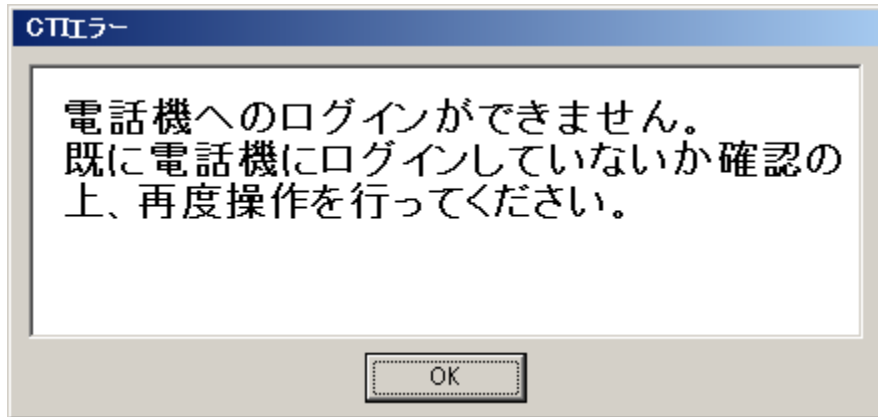 CTIエラー
電話機へのログインができません。
既に電話機にログインしていないか確認の
上、再度操作を行ってください。
OK